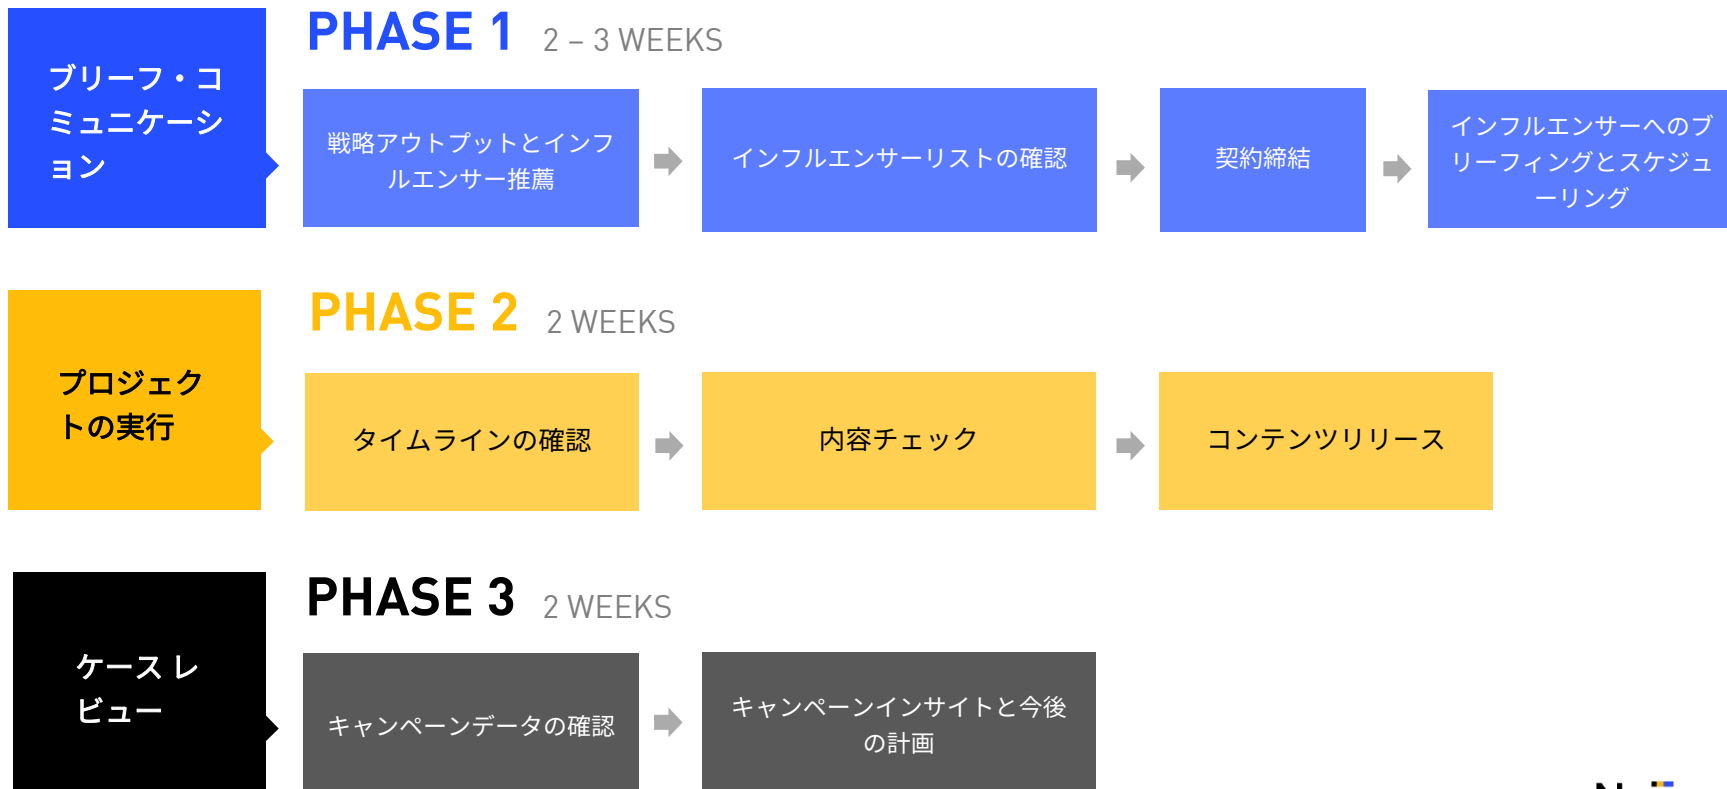 PHASE 1 2 – 3 WEEKS
ブリーフ・コ
ミュニケーシ
ョン
戦略アウトプットとインフ
ルエンサー推薦
インフルエンサーリストの確認
契約締結
インフルエンサーへのブ
リーフィングとスケジュ
ーリング
PHASE 2 2 WEEKS
プロジェク
トの実行
タイムラインの確認
内容チェック
コンテンツリリース
PHASE 3 2 WEEKS
ケース レ
ビュー
キャンペーンデータの確認
キャンペーンインサイトと今後
の計画